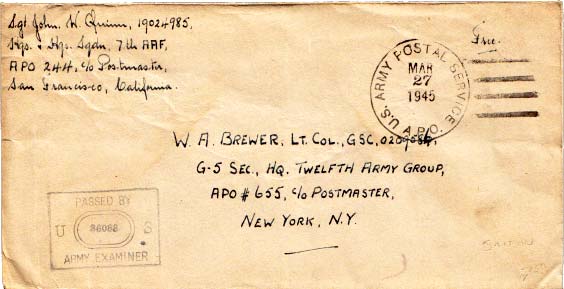 Sgt John. W. Quinn, 19024985,
Hqs. & Hqs. Sqdn, 7th AAF,
APO 244, c/o Postmaster,
San Francisco, California.
Free.
U.S. ARMY POSTAL SERVICE
MAR
27
1945
A.P.O.
W. A. BREWER, LT. COL., GSC,
G-5 SEC., HQ. TWELFTH ARMY GROUP,
APO # 655, c/o POSTMASTER,
NEW YORK, N.Y.
PASSED BY
U 36088 S
ARMY EXAMINER